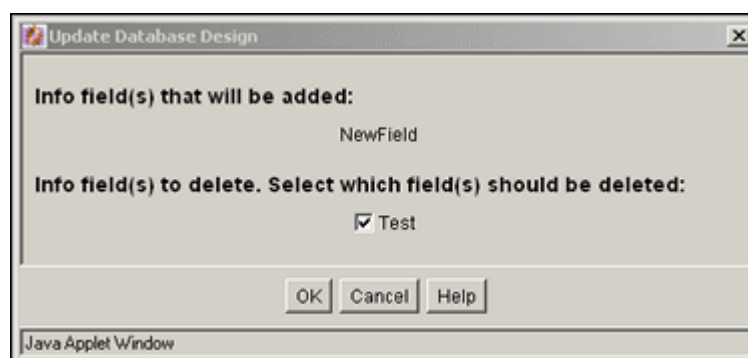 Update Database Design
Info field(s) that will be added:
NewField
Info field(s) to delete. Select which field(s) should be deleted:
Test
OK Cancel Help
Java Applet Window